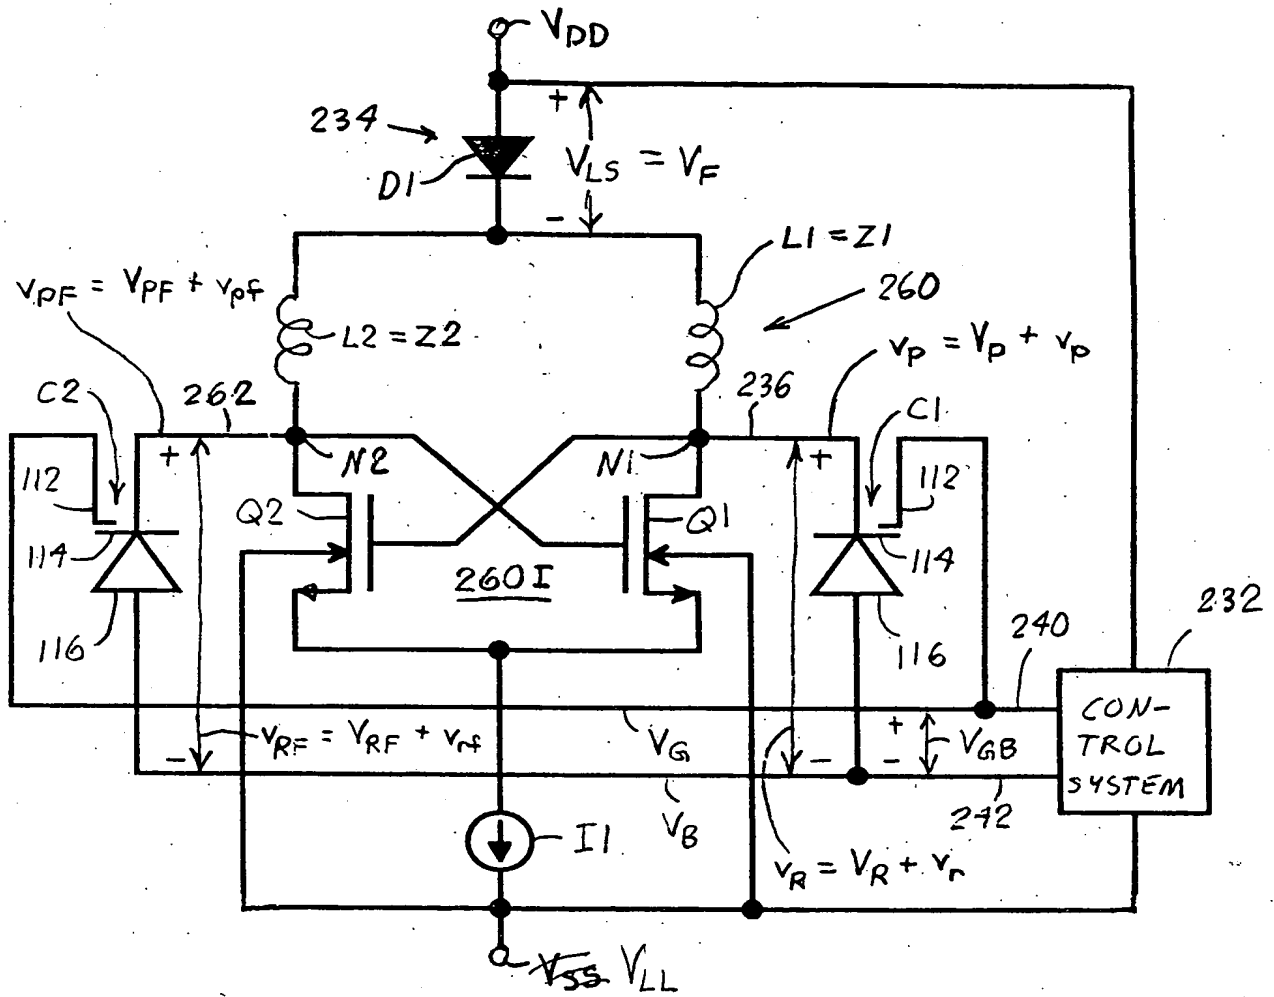 VDD
234
+
D1
VLS = VF
-
L1 = Z1
260
vPF = VPF + vpf
L2 = Z2
vP = VP + vp
C2
262
236
C1
+
N2
N1
+
112
Q2
Q1
112
114
260I
114
116
116
240
232
CON-
TROL
SYSTEM
vRF = VRF + vrf
-
VG
+
VGB
-
-
VB
242
I1
vR = VR + vr
VSS VLL